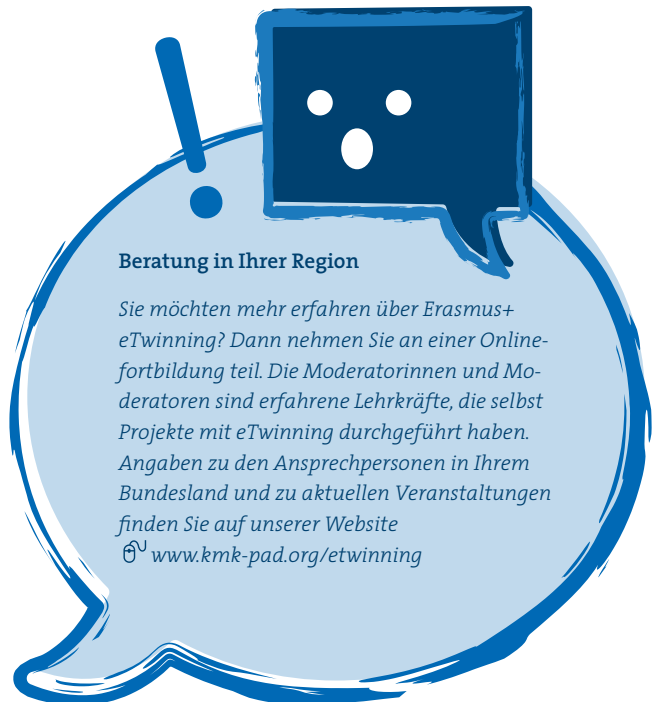 Beratung in Ihrer Region
Sie möchten mehr erfahren über Erasmus+
eTwinning? Dann nehmen Sie an einer Online-
fortbildung teil. Die Moderatorinnen und Mo-
deratoren sind erfahrene Lehrkräfte, die selbst
Projekte mit eTwinning durchgeführt haben.
Angaben zu den Ansprechpersonen in Ihrem
Bundesland und zu aktuellen Veranstaltungen
finden Sie auf unserer Website
www.kmk-pad.org/etwinning